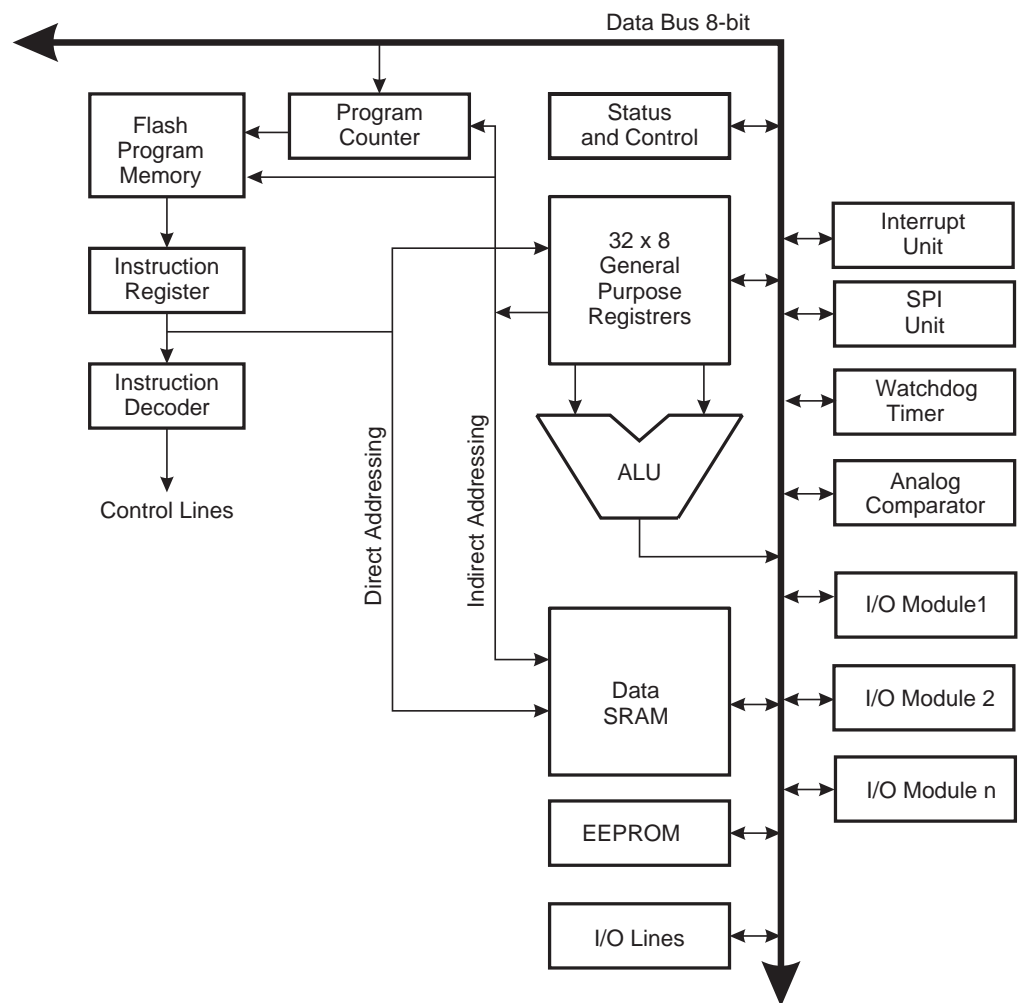 Data Bus 8-bit
Flash
Program
Memory
Program
Counter
Status
and Control
Interrupt
Unit
32 x 8
General
Purpose
Registrers
Instruction
Register
SPI
Unit
Instruction
Decoder
Watchdog
Timer
Direct Addressing
Indirect Addressing
ALU
Analog
Comparator
Control Lines
I/O Module1
Data
SRAM
I/O Module 2
I/O Module n
EEPROM
I/O Lines